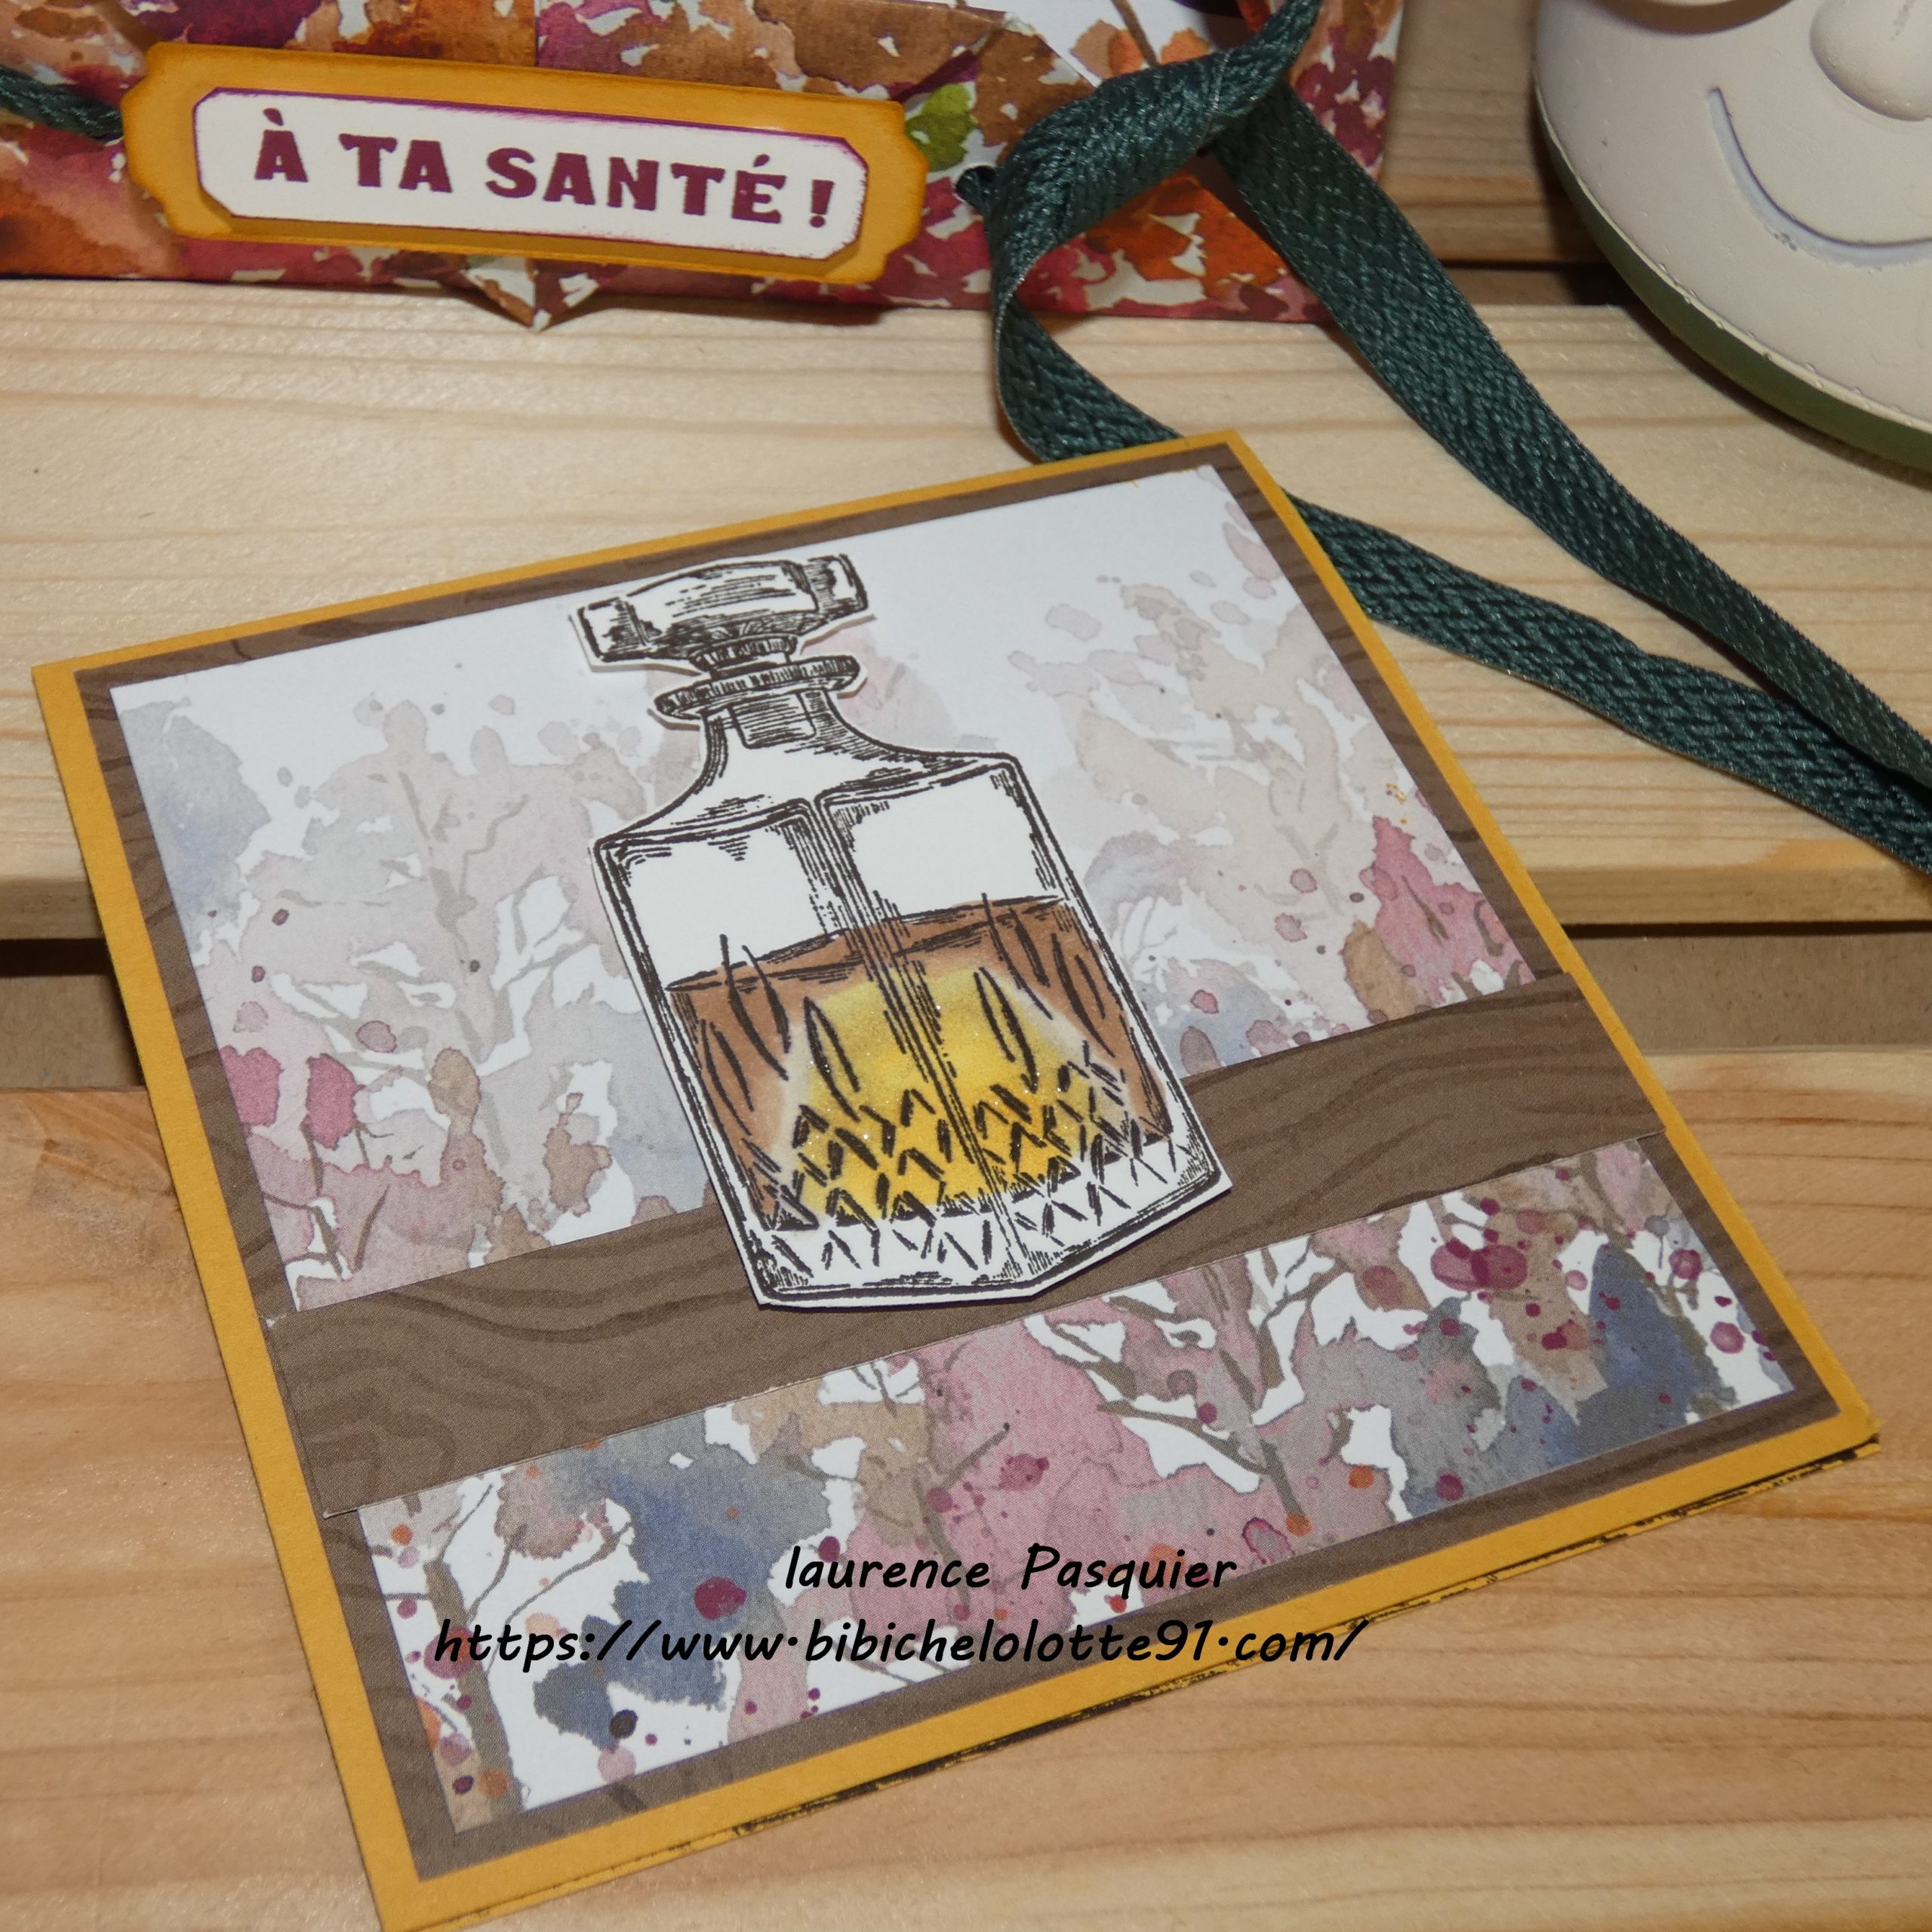 À TA SANTÉ !
laurence Pasquier
https://www.bibichelolotte91.com/